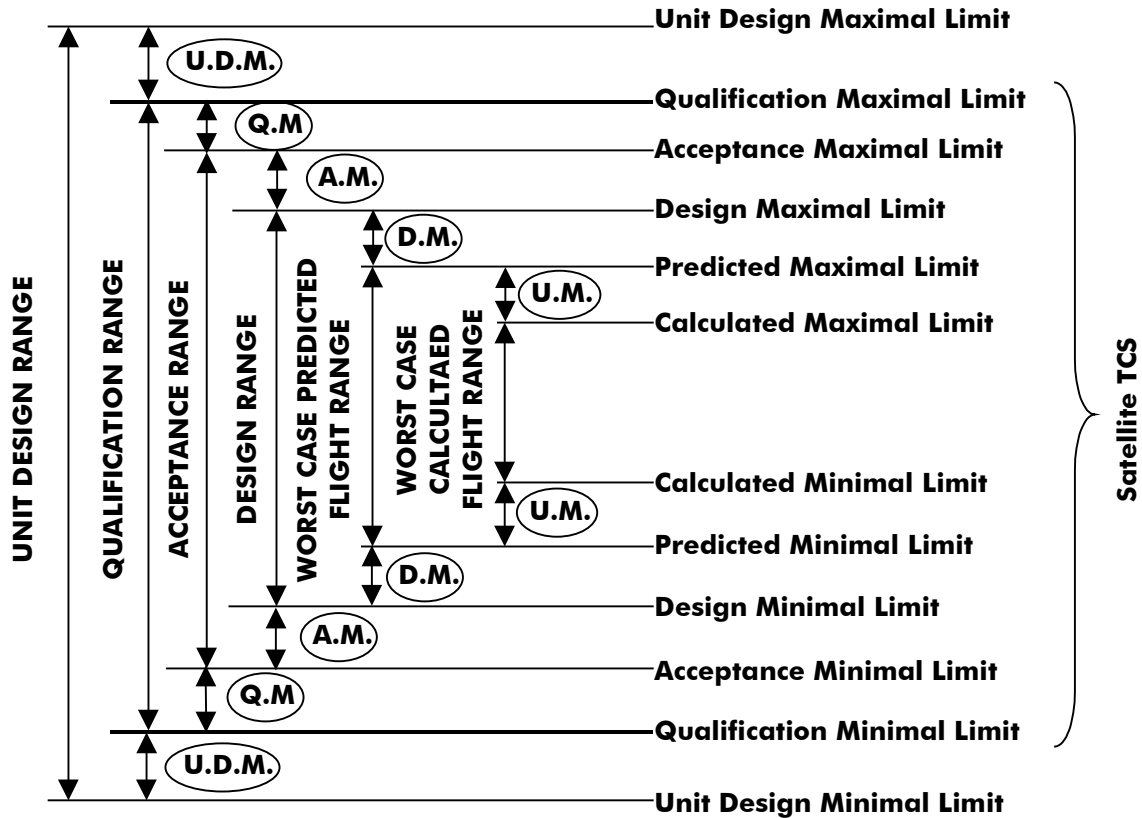 Unit Design Maximal Limit
U.D.M.
Qualification Maximal Limit
Q.M
Acceptance Maximal Limit
A.M.
Design Maximal Limit
D.M.
Predicted Maximal Limit
U.M.
Calculated Maximal Limit
UNIT DESIGN RANGE
QUALIFICATION RANGE
ACCEPTANCE RANGE
DESIGN RANGE
WORST CASE PREDICTED
FLIGHT RANGE
WORST CASE
CALCULTAED
FLIGHT RANGE
Satellite TCS
Calculated Minimal Limit
U.M.
Predicted Minimal Limit
D.M.
Design Minimal Limit
A.M.
Acceptance Minimal Limit
Q.M
Qualification Minimal Limit
U.D.M.
Unit Design Minimal Limit